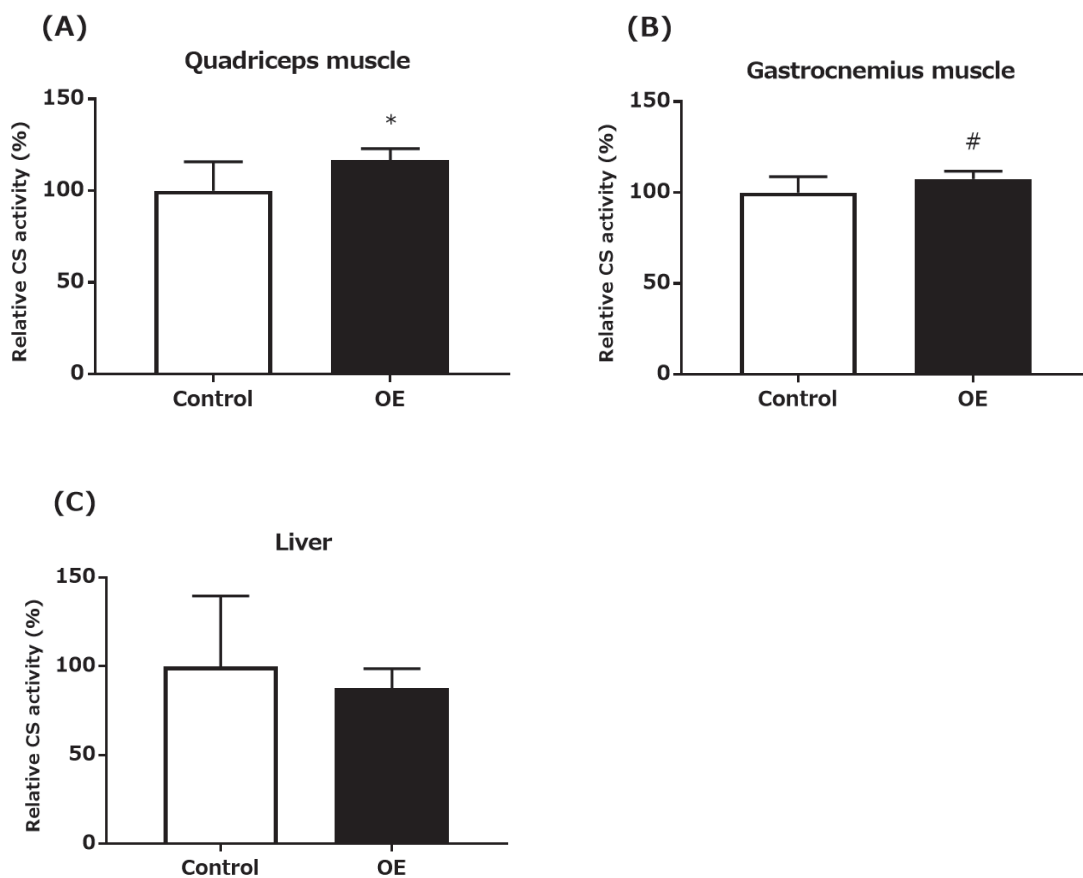 (A)
Quadriceps muscle
Relative CS activity (%)
150
100
50
0
*
Control
OE
(B)
Gastrocnemius muscle
Relative CS activity (%)
150
100
50
0
#
Control
OE
(C)
Liver
Relative CS activity (%)
150
100
50
0
Control
OE